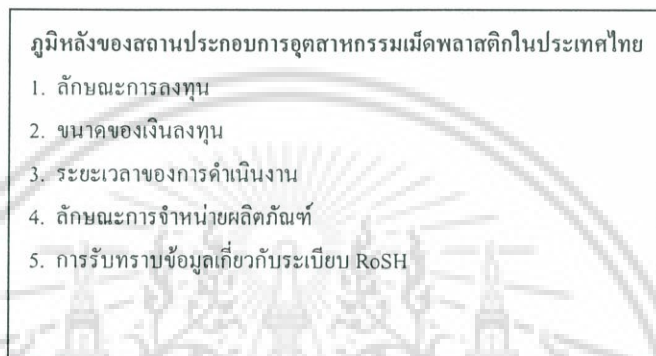 ภูมิหลังของสถานประกอบการอุตสาหกรรมเม็ดพลาสติกในประเทศไทย
1. ลักษณะการลงทุน
2. ขนาดของเงินลงทุน
3. ระยะเวลาของการดำเนินงาน
4. ลักษณะการจำหน่ายผลิตภัณฑ์
5. การรับทราบข้อมูลเกี่ยวกับระเบียบ RoSH